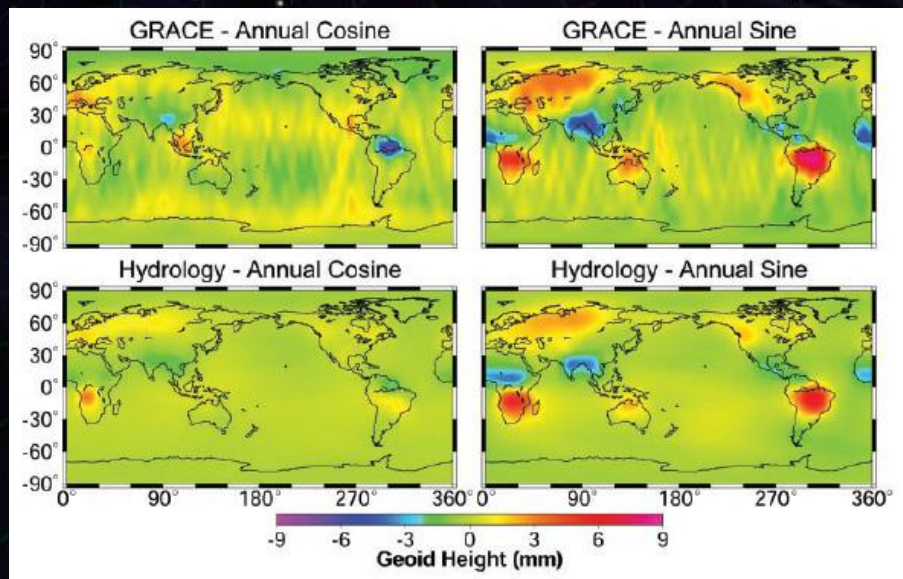 GRACE - Annual Cosine GRACE - Annual Sine
90°
60°
30°
0°
-30°
-60°
-90°
Hydrology - Annual Cosine Hydrology - Annual Sine
90°
60°
30°
0°
-30°
-60°
-90°
0° 90° 180° 270° 360° 0° 90° 180° 270° 360°
-9 -6 -3 0 3 6 9
Geoid Height (mm)